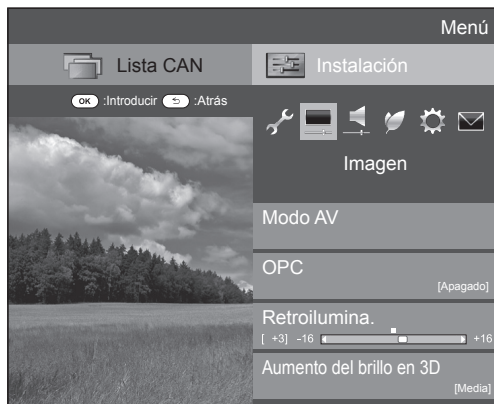 Menú
Lista CAN
Instalación
OK :Introducir :Atrás
Imagen
Modo AV
OPC
[Apagado]
Retroilumina.
[ +3] -16 +16
Aumento del brillo en 3D
[Media]